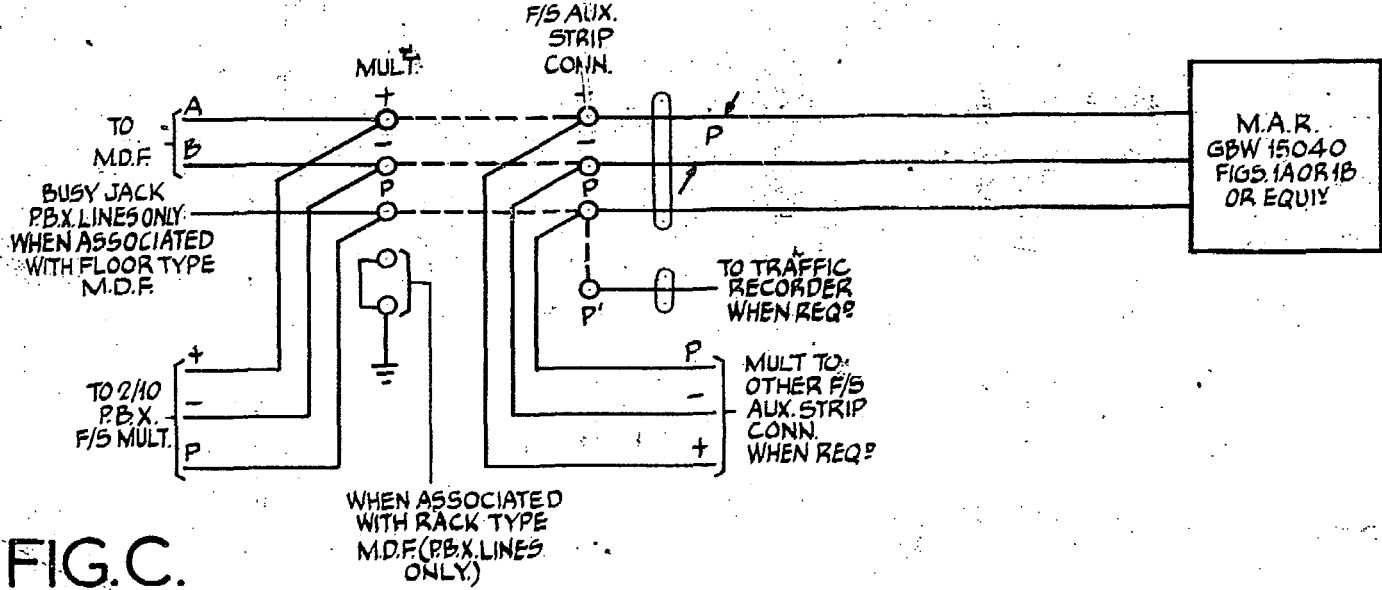 F/S AUX.
STRIP
CONN.
MULT.
+
+
A
TO
M.D.F.
B
-
-
P
P
P
M.A.R.
GBW 15040
FIGS. 1A OR 1B
OR EQUIV.
BUSY JACK
P.B.X. LINES ONLY
WHEN ASSOCIATED
WITH FLOOR TYPE
M.D.F.
P'
TO TRAFFIC
RECORDER
WHEN REQD
+
-
P
TO 2/10
P.B.X.
F/S MULT.
P
-
+
MULT TO
OTHER F/S
AUX. STRIP
CONN.
WHEN REQD
WHEN ASSOCIATED
WITH RACK TYPE
M.D.F. (P.B.X. LINES
ONLY.)
FIG.C.